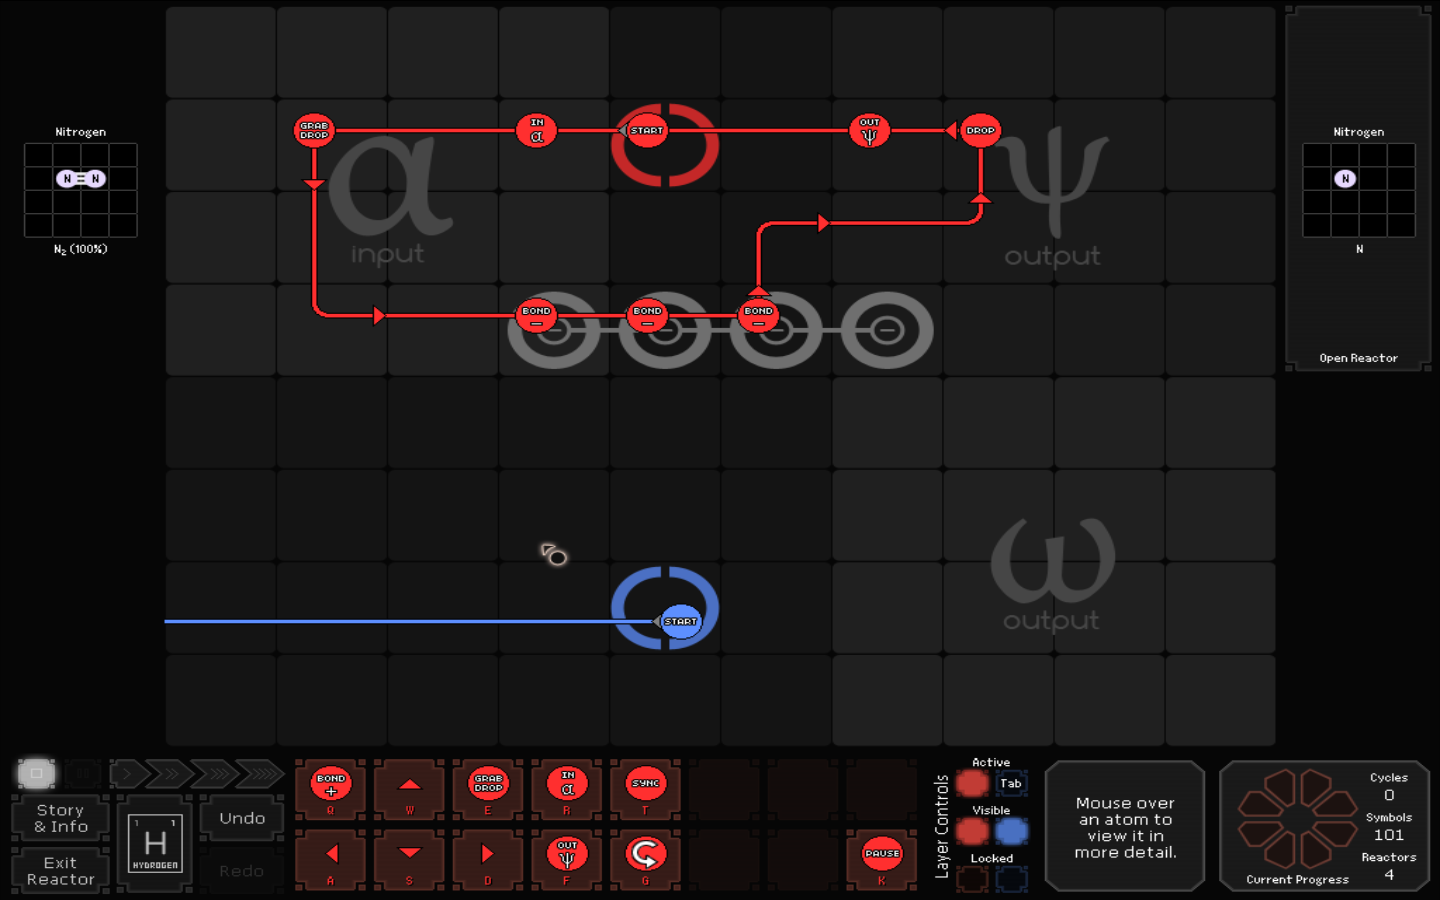 GRAB
DROP
IN
α
START
OUT
ψ
DROP
Nitrogen
N=N
N₂ (100%)
α
input
ψ
output
Nitrogen
N
N
BOND
–
BOND
–
BOND
–
–
–
–
–
Open Reactor
ω
output
START
Story
& Info
Exit
Reactor
1 1
H
HYDROGEN
Undo
Redo
BOND
+
Q
W
GRAB
DROP
E
IN
α
R
SYNC
T
A
S
D
OUT
ψ
F
G
PAUSE
K
Layer Controls
Active
Tab
Visible
Locked
Mouse over
an atom to
view it in
more detail.
Cycles
0
Symbols
101
Reactors
4
Current Progress